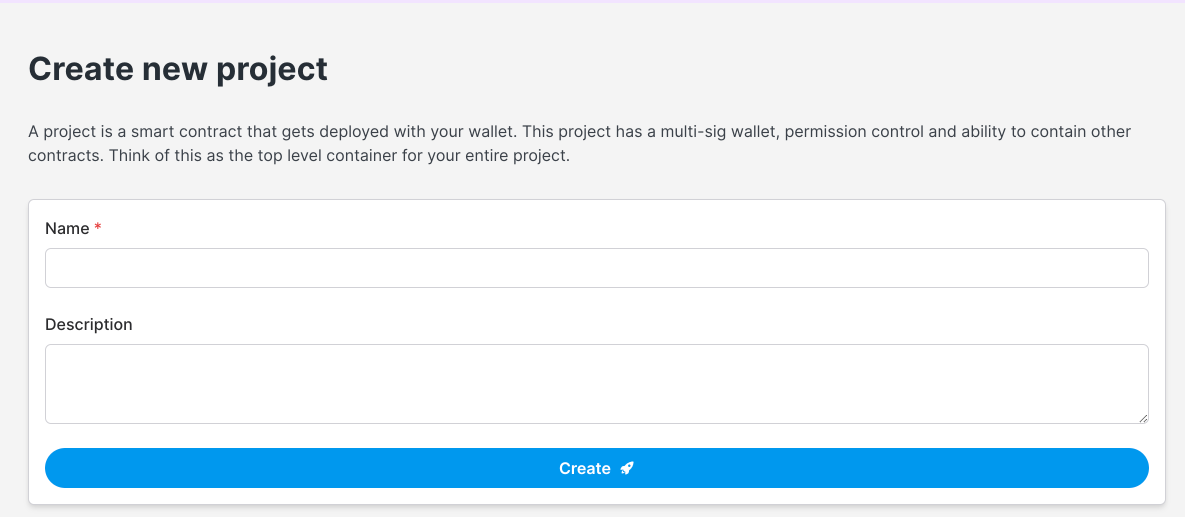 Create new project
A project is a smart contract that gets deployed with your wallet. This project has a multi-sig wallet, permission control and ability to contain other
contracts. Think of this as the top level container for your entire project.
Name *
Description
Create